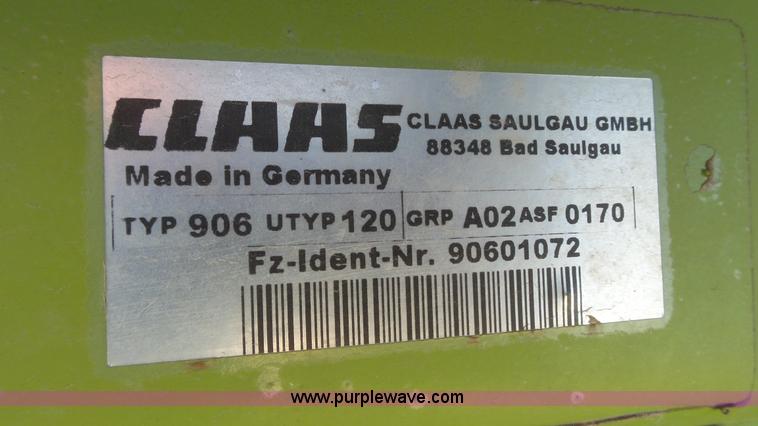 CLAAS CLAAS SAULGAU GMBH
88348 Bad Saulgau
Made in Germany
TYP 906 UTYP 120 GRP A02 ASF 0170
Fz-Ident-Nr. 90601072
www.purplewave.com